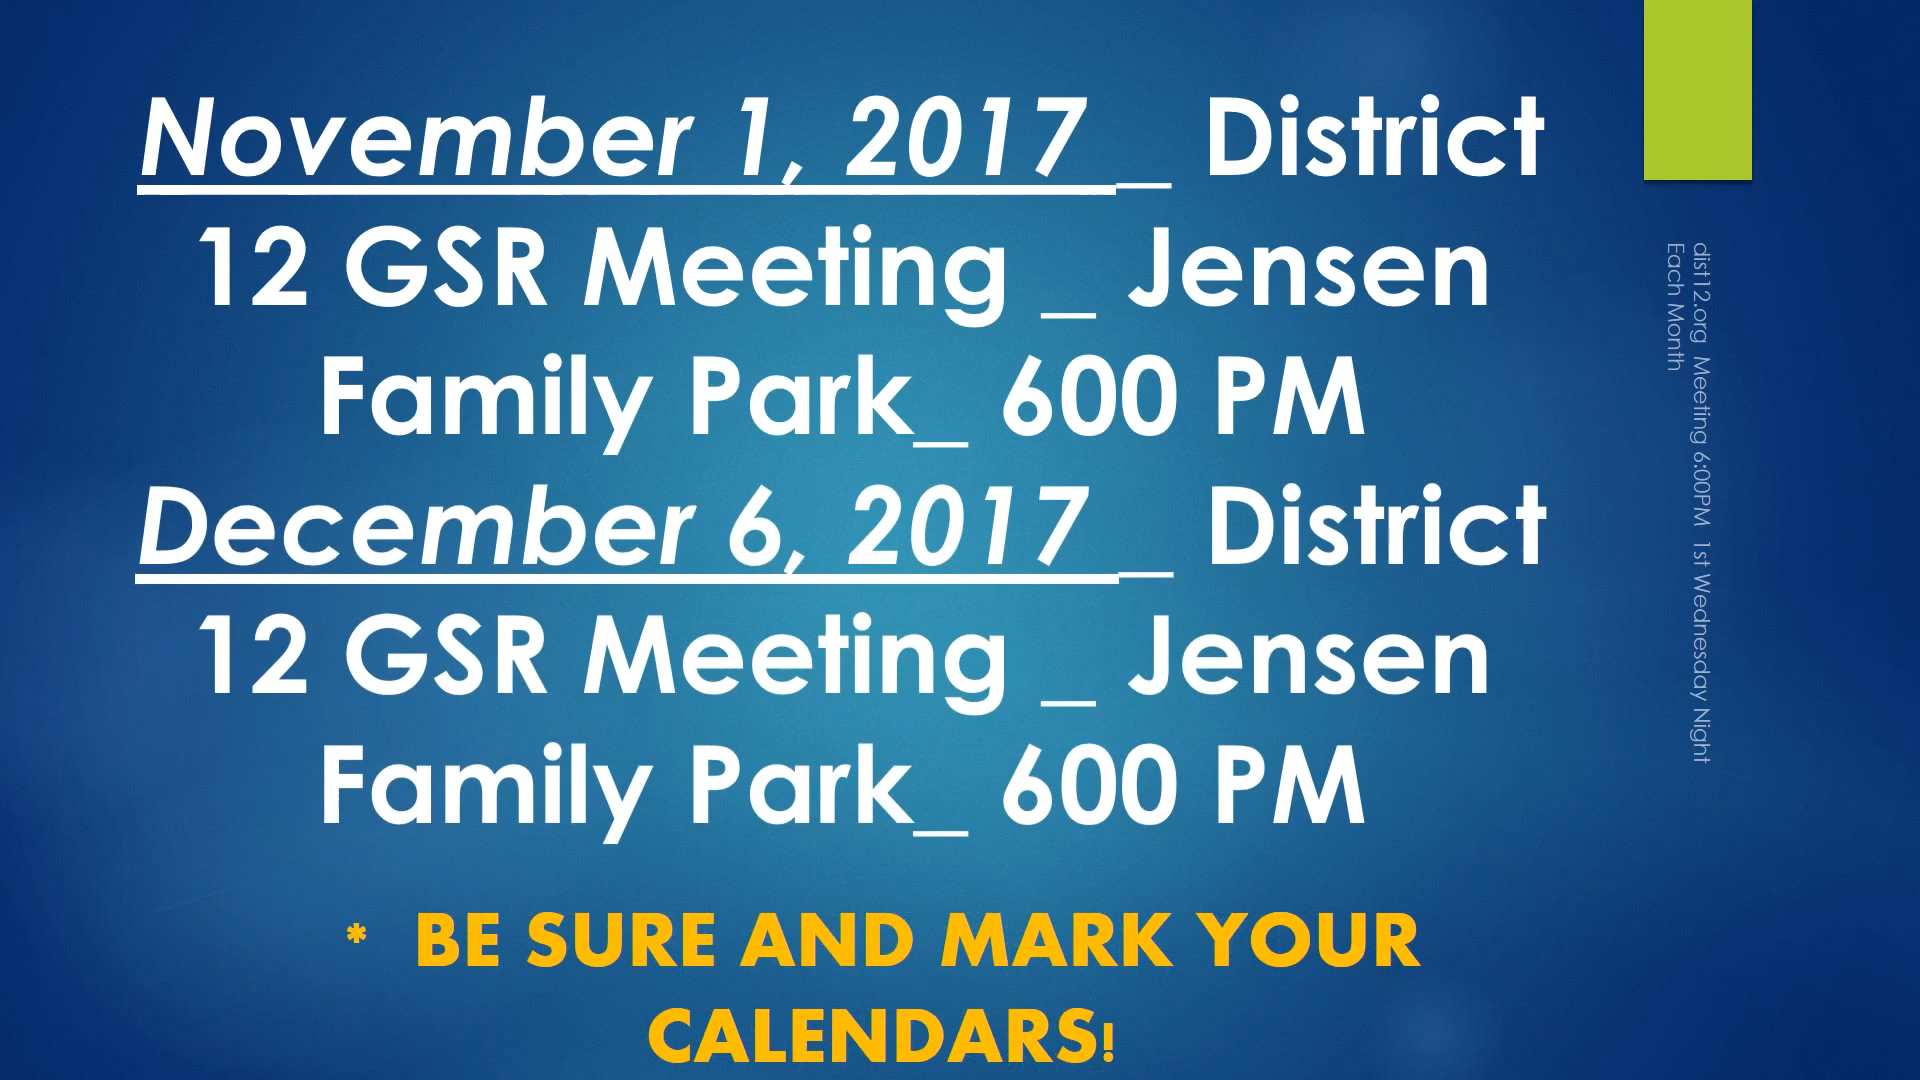 November 1, 2017 _ District
12 GSR Meeting _ Jensen
Family Park_ 600 PM
December 6, 2017 _ District
12 GSR Meeting _ Jensen
Family Park_ 600 PM
* BE SURE AND MARK YOUR
CALENDARS!
dist12.org Meeting 6:00PM 1st Wednesday Night
Each Month